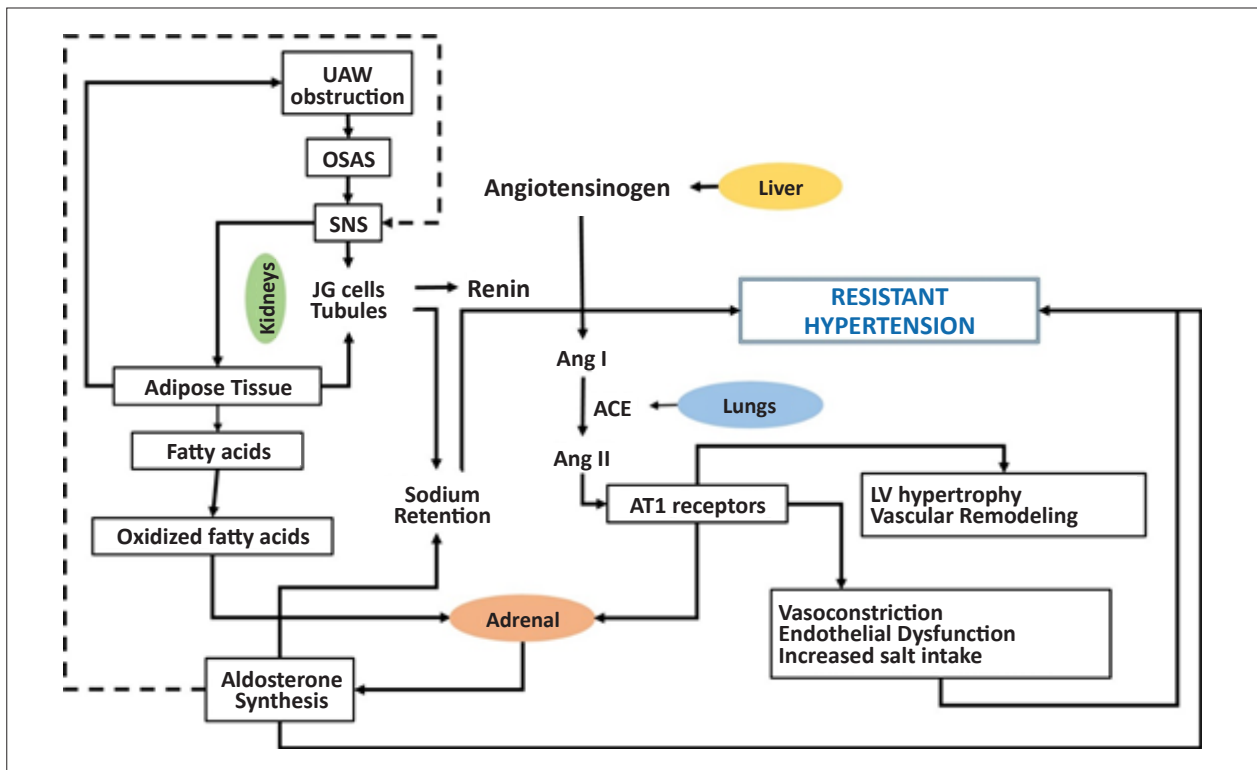 UAW
obstruction
OSAS
SNS
Kidneys
JG cells
Tubules
Renin
Angiotensinogen
Liver
RESISTANT
HYPERTENSION
Ang I
ACE
Lungs
Ang II
AT1 receptors
LV hypertrophy
Vascular Remodeling
Vasoconstriction
Endothelial Dysfunction
Increased salt intake
Adipose Tissue
Fatty acids
Oxidized fatty acids
Sodium
Retention
Adrenal
Aldosterone
Synthesis